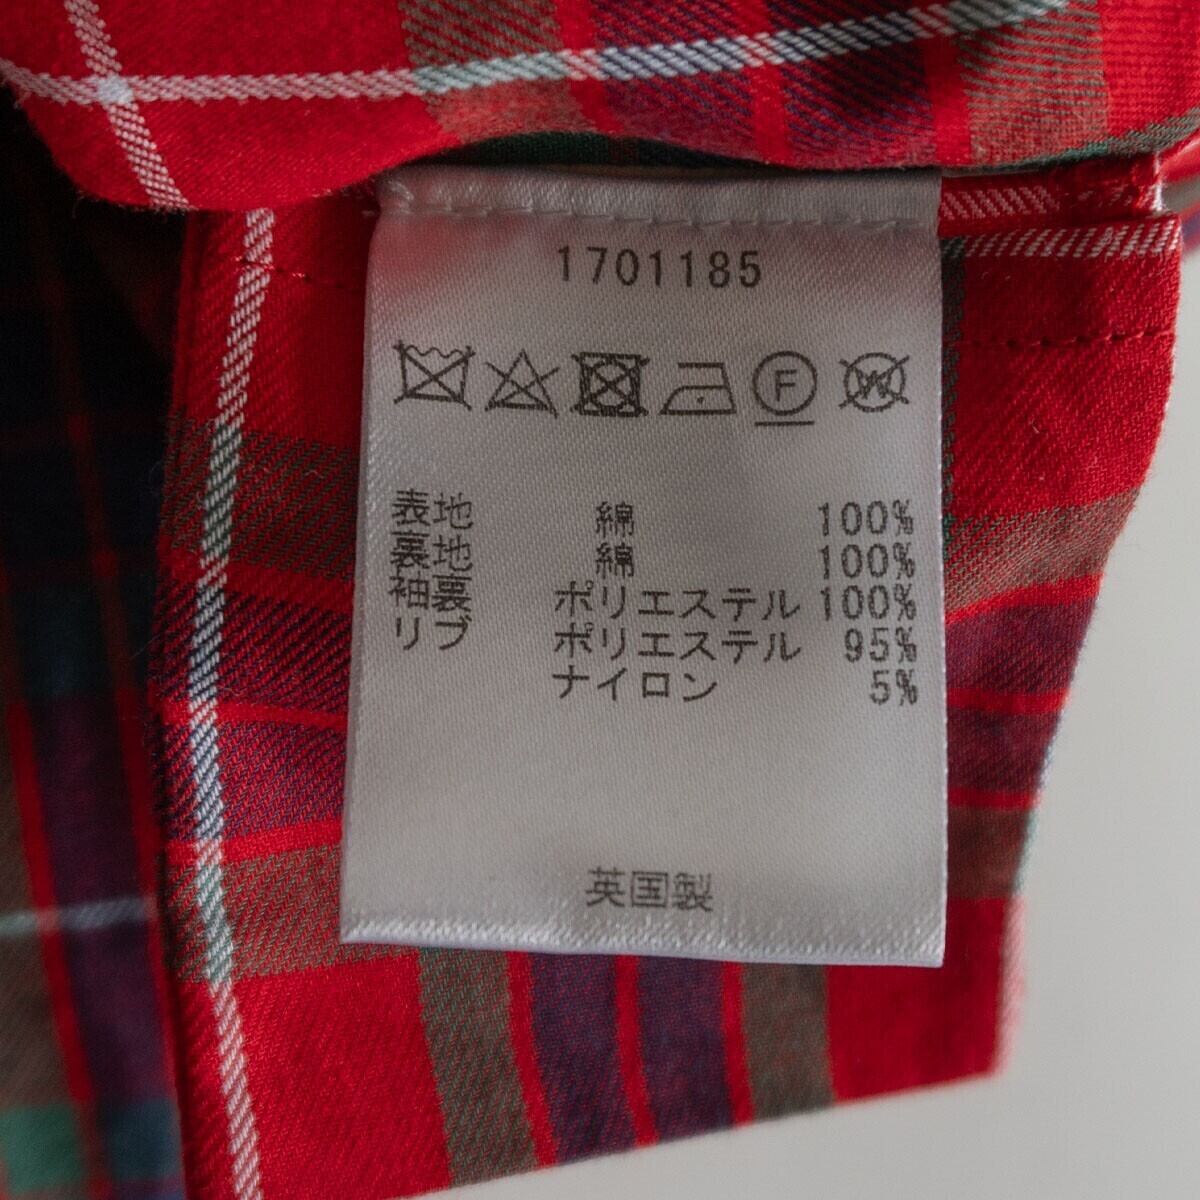 1701185
F W
表地 綿 100%
裏地 綿 100%
袖裏 ポリエステル 100%
リブ ポリエステル 95%
ナイロン 5%
英国製